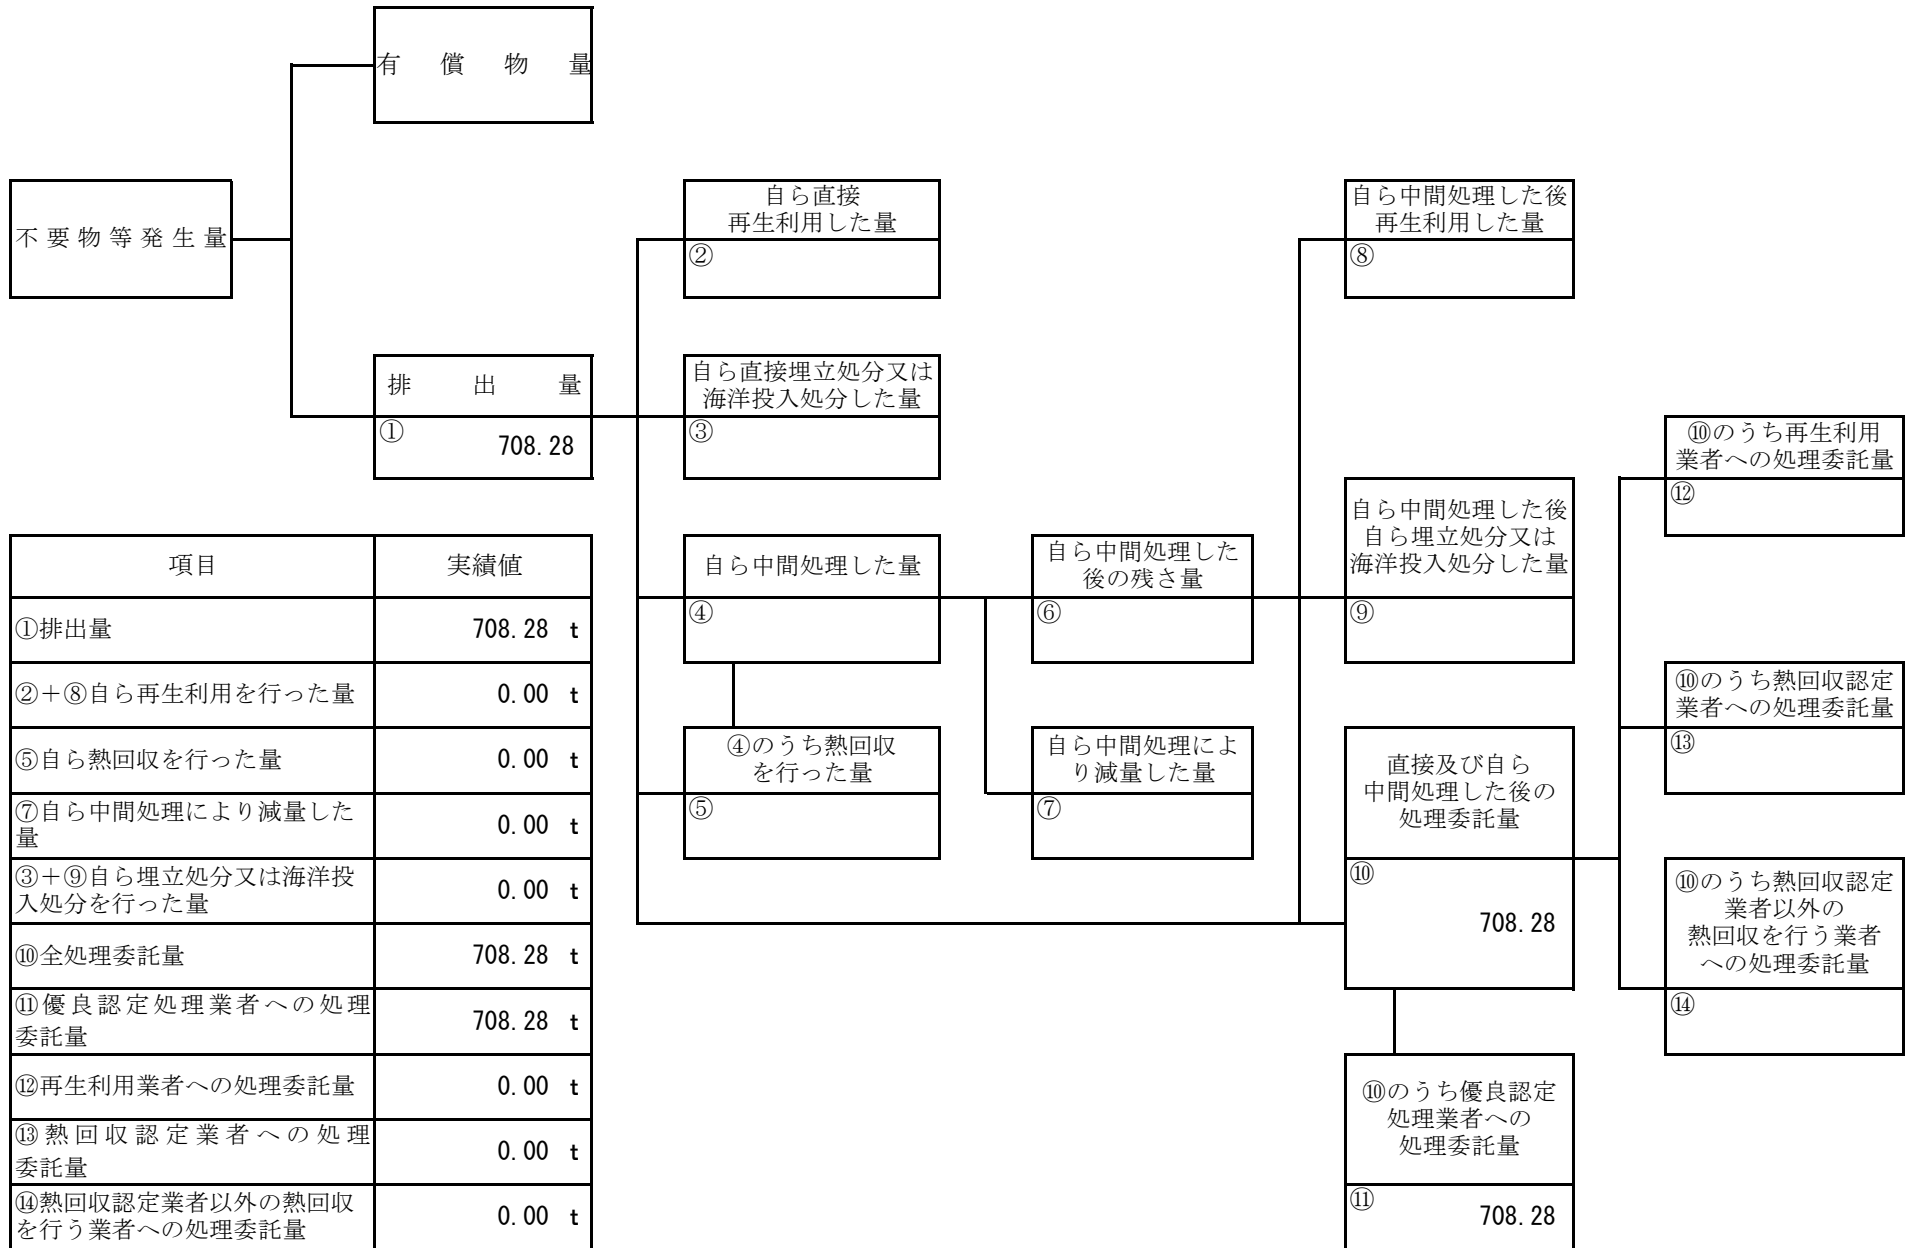 有償物量
不要物等発生量
自ら直接
再生利用した量
②
自ら中間処理した後
再生利用した量
⑧
排出量
①
708.28
自ら直接埋立処分又は
海洋投入処分した量
③
⑩のうち再生利用
業者への処理委託量
⑫
自ら中間処理した後
自ら埋立処分又は
海洋投入処分した量
⑨
自ら中間処理した量
④
自ら中間処理した
後の残さ量
⑥
⑩のうち熱回収認定
業者への処理委託量
⑬
④のうち熱回収
を行った量
⑤
自ら中間処理によ
り減量した量
⑦
直接及び自ら
中間処理した後の
処理委託量
⑩
708.28
⑩のうち熱回収認定
業者以外の
熱回収を行う業者
への処理委託量
⑭
⑩のうち優良認定
処理業者への
処理委託量
⑪
708.28
項目 実績値
①排出量 708.28 t
②＋⑧自ら再生利用を行った量 0.00 t
⑤自ら熱回収を行った量 0.00 t
⑦自ら中間処理により減量した
量 0.00 t
③＋⑨自ら埋立処分又は海洋投
入処分を行った量 0.00 t
⑩全処理委託量 708.28 t
⑪優良認定処理業者への処理
委託量 708.28 t
⑫再生利用業者への処理委託量 0.00 t
⑬熱回収認定業者への処理
委託量 0.00 t
⑭熱回収認定業者以外の熱回収
を行う業者への処理委託量 0.00 t